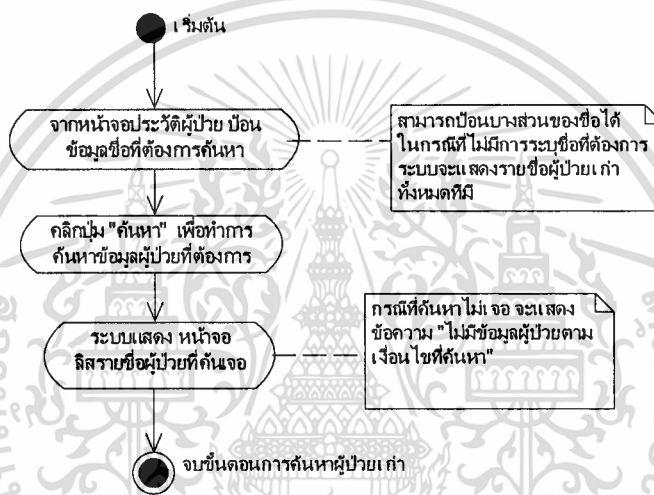 เริ่มต้น
จากหน้าจอประวัติผู้ป่วย ป้อน
ข้อมูลชื่อที่ต้องการค้นหา
สามารถป้อนบางส่วนของชื่อได้
ในกรณีที่ไม่มีการระบุชื่อที่ต้องการ
ระบบจะแสดงรายชื่อผู้ป่วยเก่า
ทั้งหมดทีมี
คลิกปุ่ม "ค้นหา" เพื่อทำการ
ค้นหาข้อมูลผู้ป่วยที่ต้องการ
ระบบแสดง หน้าจอ
ลิสรายชื่อผู้ป่วยที่ค้นเจอ
กรณีที่ค้นหาไม่เจอ จะแสดง
ข้อความ "ไม่มีข้อมูลผู้ป่วยตาม
เงื่อนไขที่ค้นหา"
จบขั้นตอนการค้นหาผู้ป่วยเก่า